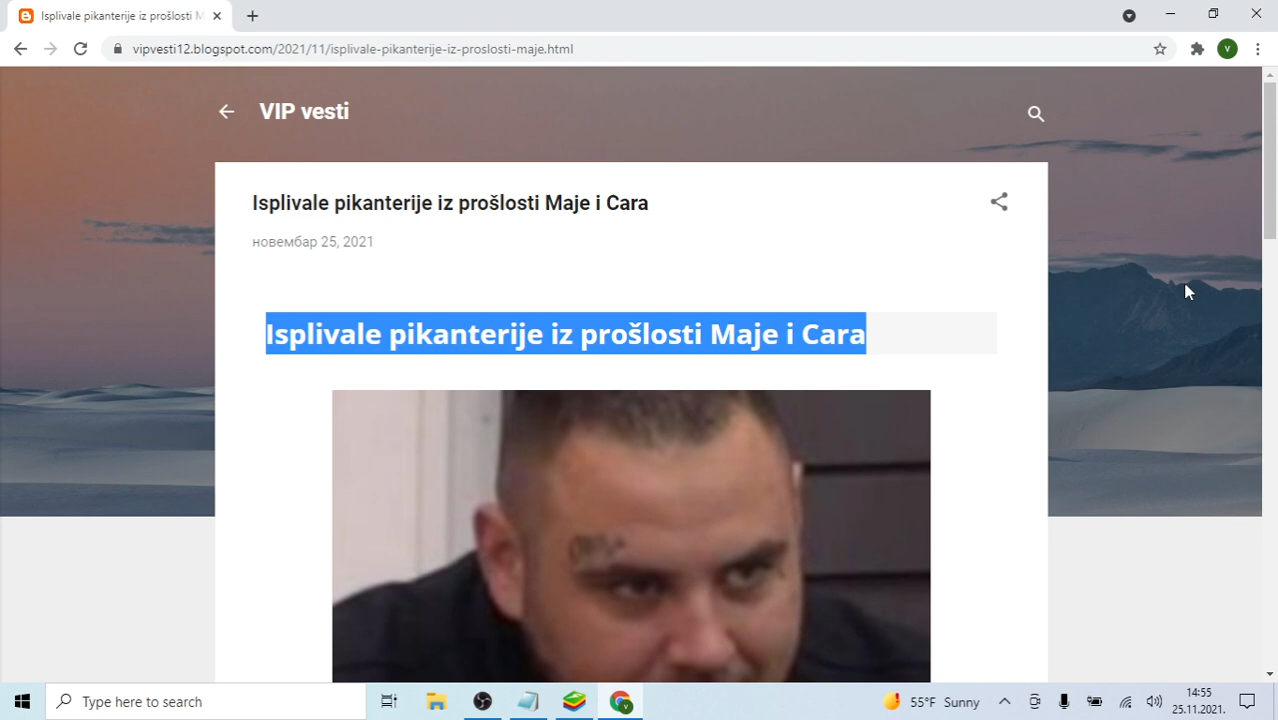 Isplivale pikanterije iz prošlosti M
vipvesti12.blogspot.com/2021/11/isplivale-pikanterije-iz-proslosti-maje.html
V
VIP vesti
Isplivale pikanterije iz prošlosti Maje i Cara
новембар 25, 2021
Isplivale pikanterije iz prošlosti Maje i Cara
Type here to search
55°F Sunny
14:55
25.11.2021.